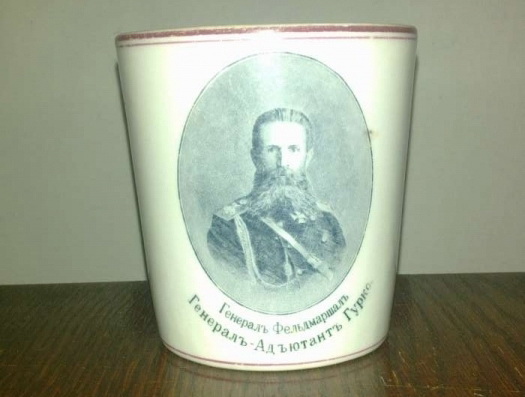 Генералъ Фельдмаршалъ
Генералъ-Адъютантъ Гурко.